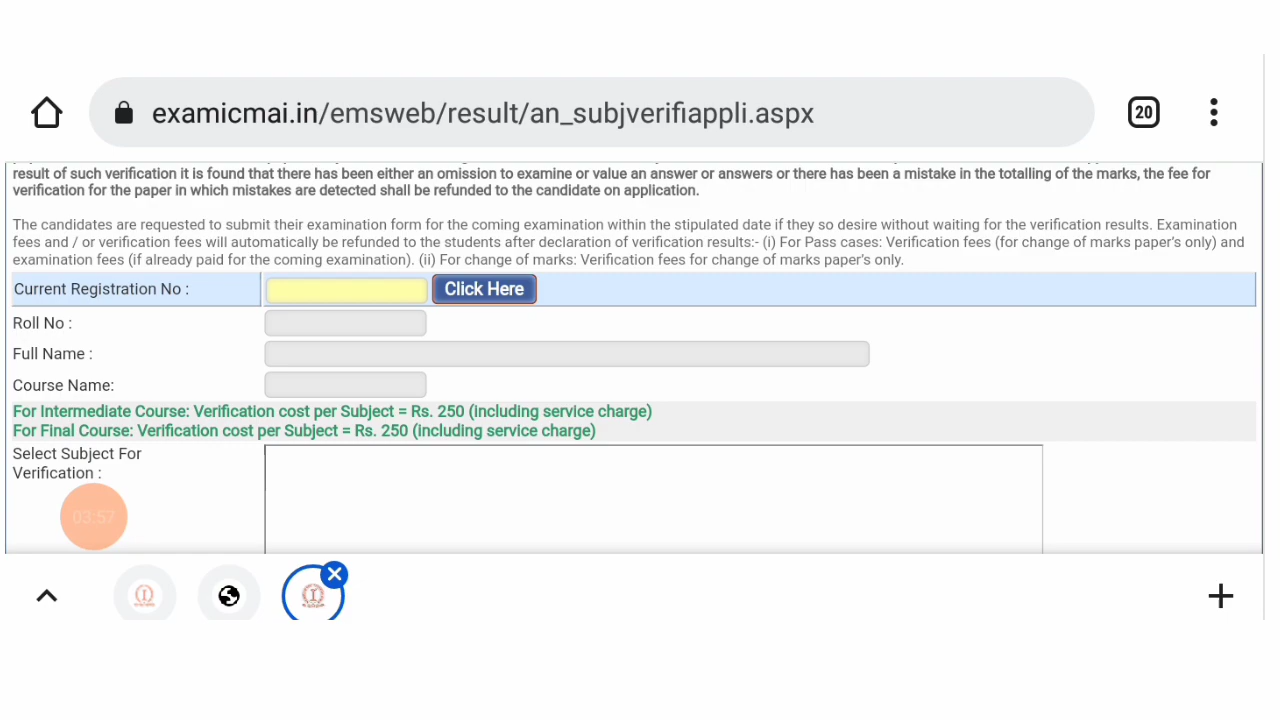 examicmai.in/emsweb/result/an_subjverifiappli.aspx
20
result of such verification it is found that there has been either an omission to examine or value an answer or answers or there has been a mistake in the totalling of the marks, the fee for
verification for the paper in which mistakes are detected shall be refunded to the candidate on application.
The candidates are requested to submit their examination form for the coming examination within the stipulated date if they so desire without waiting for the verification results. Examination
fees and / or verification fees will automatically be refunded to the students after declaration of verification results:- (i) For Pass cases: Verification fees (for change of marks paper's only) and
examination fees (if already paid for the coming examination). (ii) For change of marks: Verification fees for change of marks paper's only.
Current Registration No : Click Here
Roll No :
Full Name :
Course Name:
For Intermediate Course: Verification cost per Subject = Rs. 250 (including service charge)
For Final Course: Verification cost per Subject = Rs. 250 (including service charge)
Select Subject For
Verification :
03:57